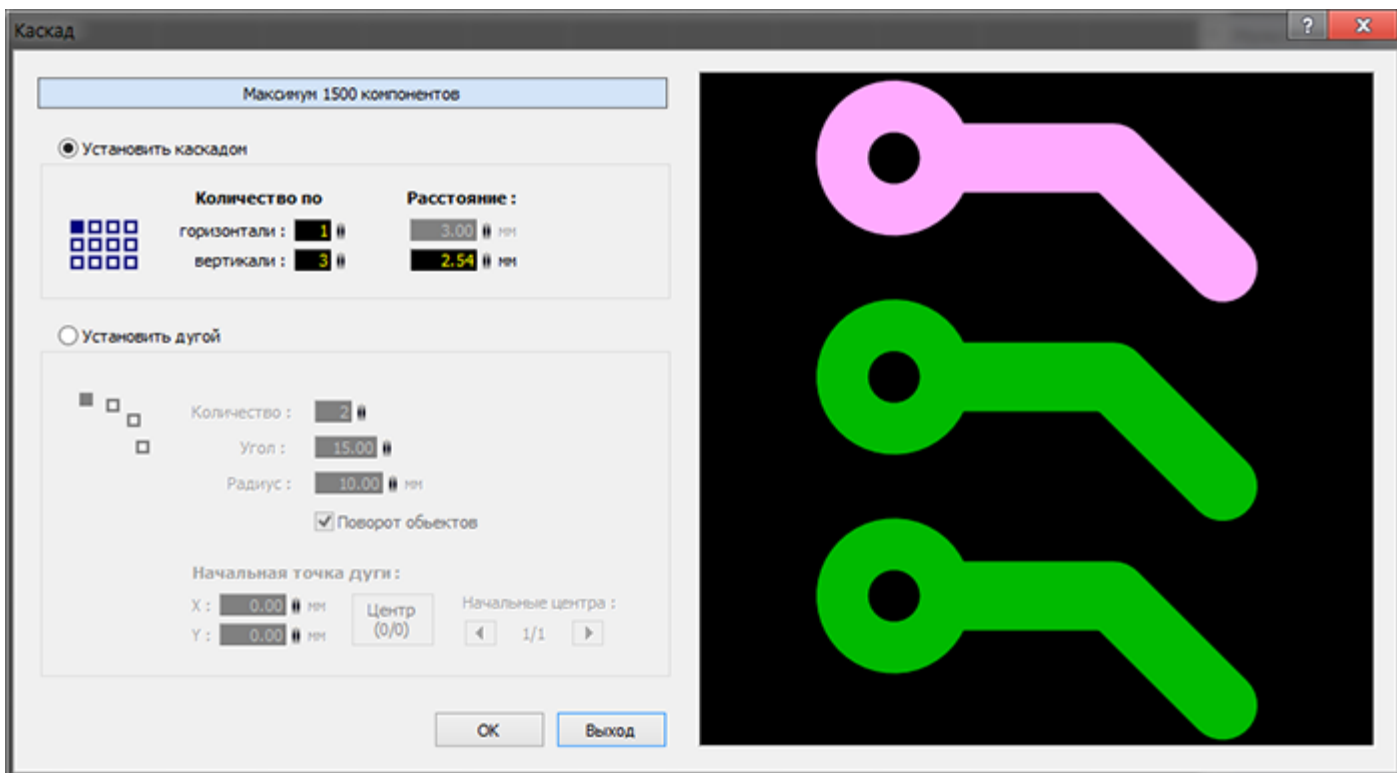 Каскад
?
Максимум 1500 компонентов
Установить каскадом
Количество по Расстояние :
горизонтали : 1 3.00 мм
вертикали : 3 2.54 мм
Установить дугой
Количество : 2
Угол : 15.00
Радиус : 10.00 мм
Поворот обьектов
Начальная точка дуги :
X : 0.00 мм
Y : 0.00 мм
Центр
(0/0)
Начальные центра :
1/1
OK Выход